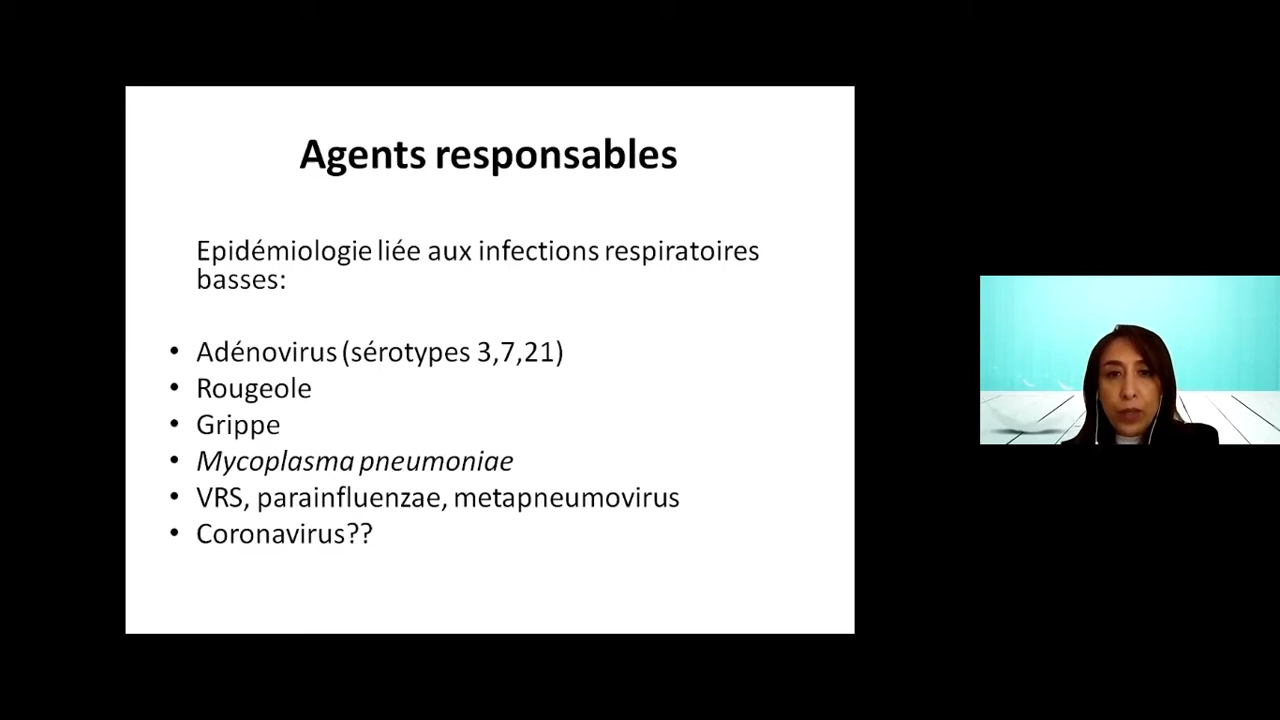 Agents responsables
Epidémiologie liée aux infections respiratoires
basses:
• Adénovirus (sérotypes 3,7,21)
• Rougeole
• Grippe
• Mycoplasma pneumoniae
• VRS, parainfluenzae, metapneumovirus
• Coronavirus??